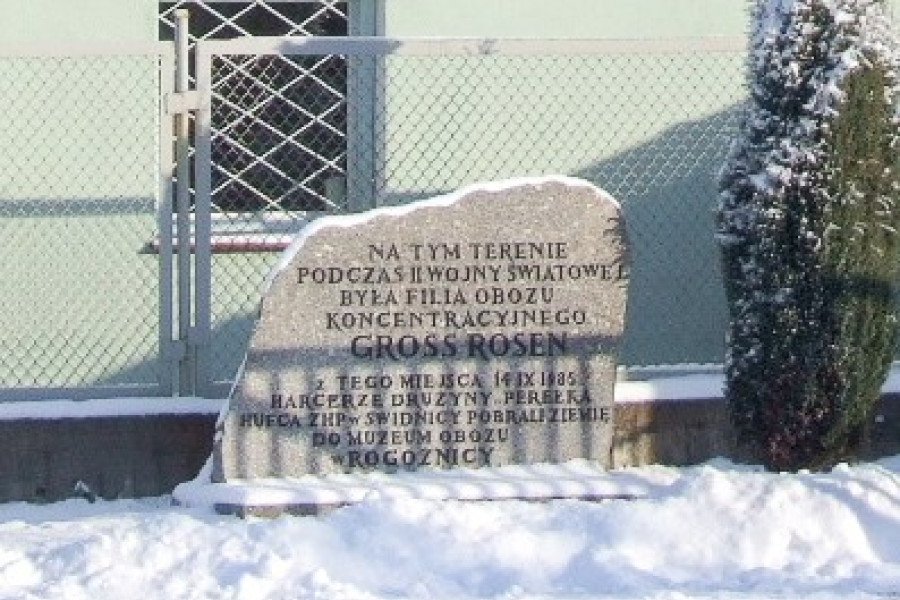 NA TYM TERENIE
PODCZAS II WOJNY ŚWIATOWEJ
BYŁA FILIA OBOZU
KONCENTRACYJNEGO
GROSS ROSEN
Z TEGO MIEJSCA 14 IX 1985
HARCERZE DRUŻYNY „PEREŁKA
HUFCA ZHP w ŚWIDNICY POBRALI ZIEMIĘ
DO MUZEUM OBOZU
w ROGOŹNICY